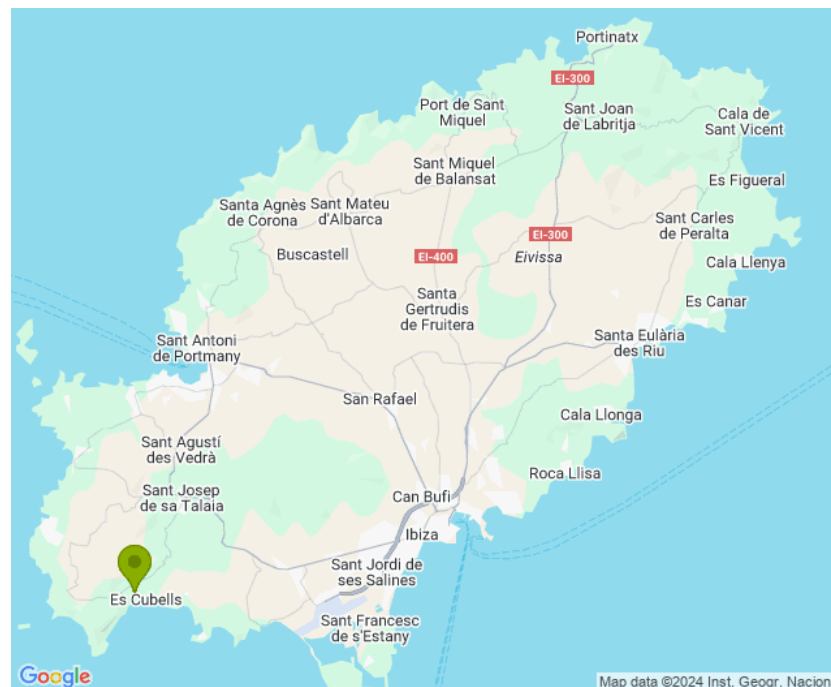 Portinatx
EI-300
Port de Sant
Miquel
Sant Joan
de Labritja
Cala de
Sant Vicent
Sant Miquel
de Balansat
Es Figueral
Santa Agnès
de Corona
Sant Mateu
d'Albarca
Sant Carles
de Peralta
EI-300
Buscastell
EI-400
Eivissa
Cala Llenya
Santa
Gertrudis
de Fruitera
Es Canar
Sant Antoni
de Portmany
Santa Eulària
des Riu
San Rafael
Cala Llonga
Sant Agustí
des Vedrà
Roca Llisa
Sant Josep
de sa Talaia
Can Bufi
Ibiza
Sant Jordi de
ses Salines
Es Cubells
Sant Francesc
de s'Estany
Google
Map data ©2024 Inst. Geogr. Nacion